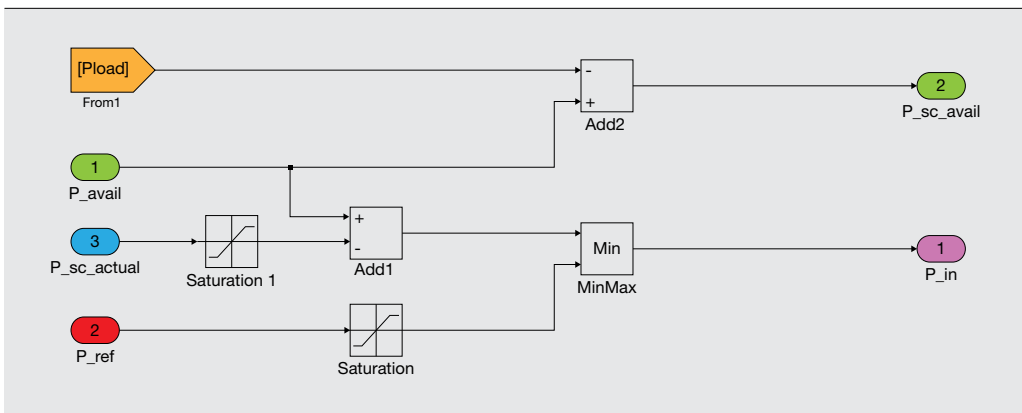 [Pload]
From1
-
+
Add2
2
P_sc_avail
1
P_avail
+
-
Add1
3
P_sc_actual
Saturation 1
Min
MinMax
1
P_in
2
P_ref
Saturation